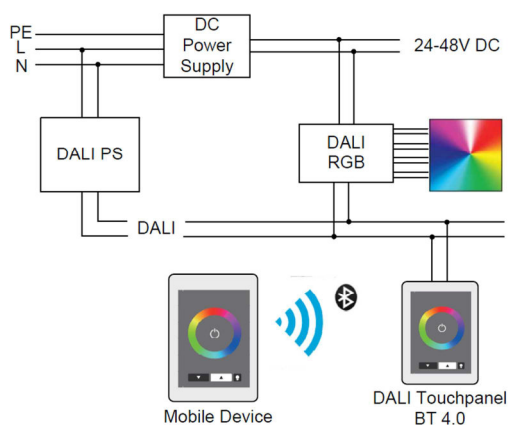 PE
L
N
DC
Power
Supply
24-48V DC
DALI PS
DALI
RGB
DALI
Mobile Device
DALI Touchpanel
BT 4.0